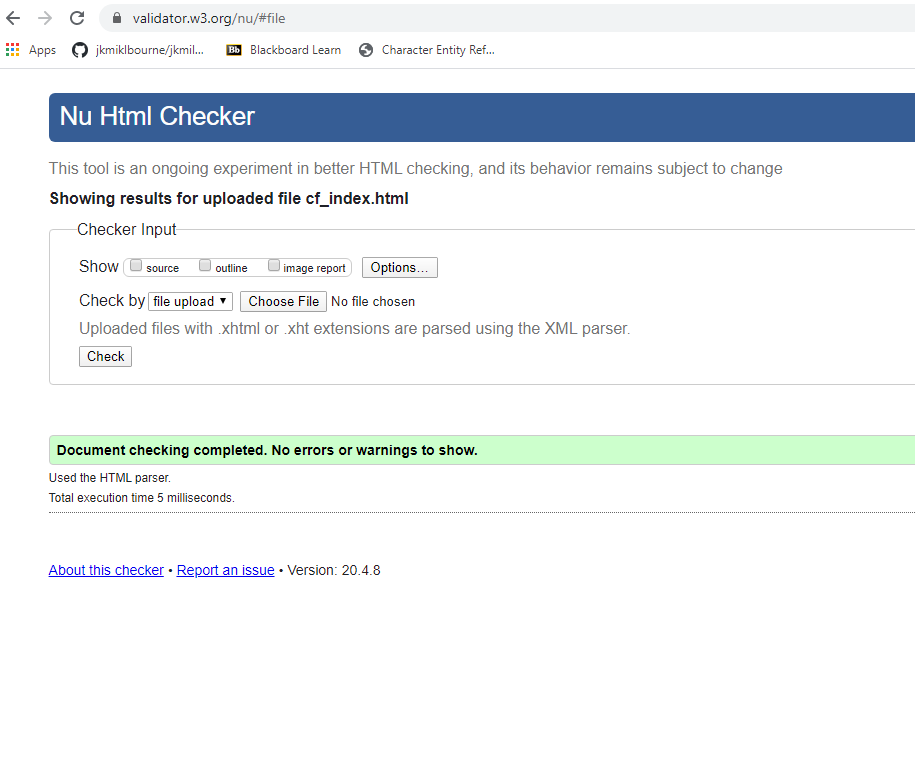 validator.w3.org/nu/#file
Apps jkmiklbourne/jkmil... Bb Blackboard Learn Character Entity Ref...
Nu Html Checker
This tool is an ongoing experiment in better HTML checking, and its behavior remains subject to change
Showing results for uploaded file cf_index.html
Checker Input
Show source outline image report Options...
Check by file upload Choose File No file chosen
Uploaded files with .xhtml or .xht extensions are parsed using the XML parser.
Check
Document checking completed. No errors or warnings to show.
Used the HTML parser.
Total execution time 5 milliseconds.
About this checker • Report an issue • Version: 20.4.8